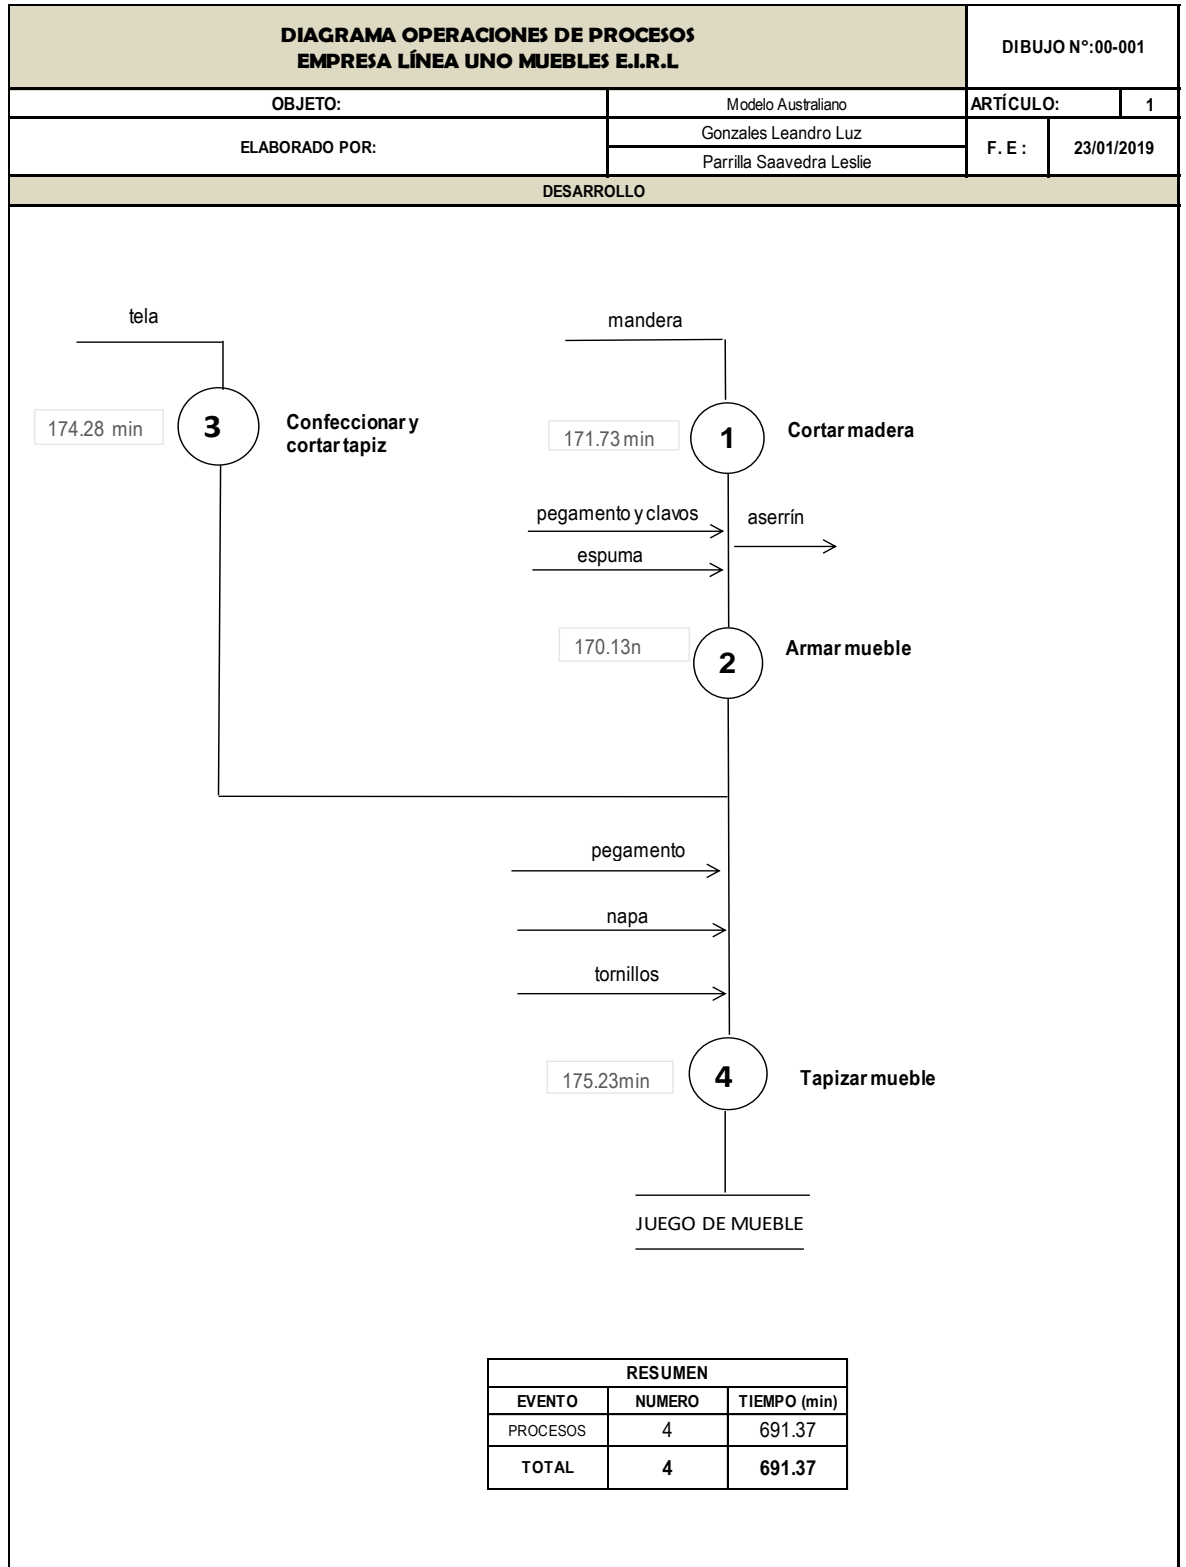 DIAGRAMA OPERACIONES DE PROCESOS
EMPRESA LÍNEA UNO MUEBLES E.I.R.L
DIBUJO N°:00-001
OBJETO:
Modelo Australiano
ARTÍCULO:
1
ELABORADO POR:
Gonzales Leandro Luz
Parrilla Saavedra Leslie
F. E :
23/01/2019
DESARROLLO
tela
mandera
174.28 min
3
Confeccionar y
cortar tapiz
171.73 min
1
Cortar madera
pegamento y clavos
aserrín
espuma
170.13n
2
Armar mueble
pegamento
napa
tornillos
175.23min
4
Tapizar mueble
JUEGO DE MUEBLE
RESUMEN
EVENTO NUMERO TIEMPO (min)
PROCESOS 4 691.37
TOTAL 4 691.37